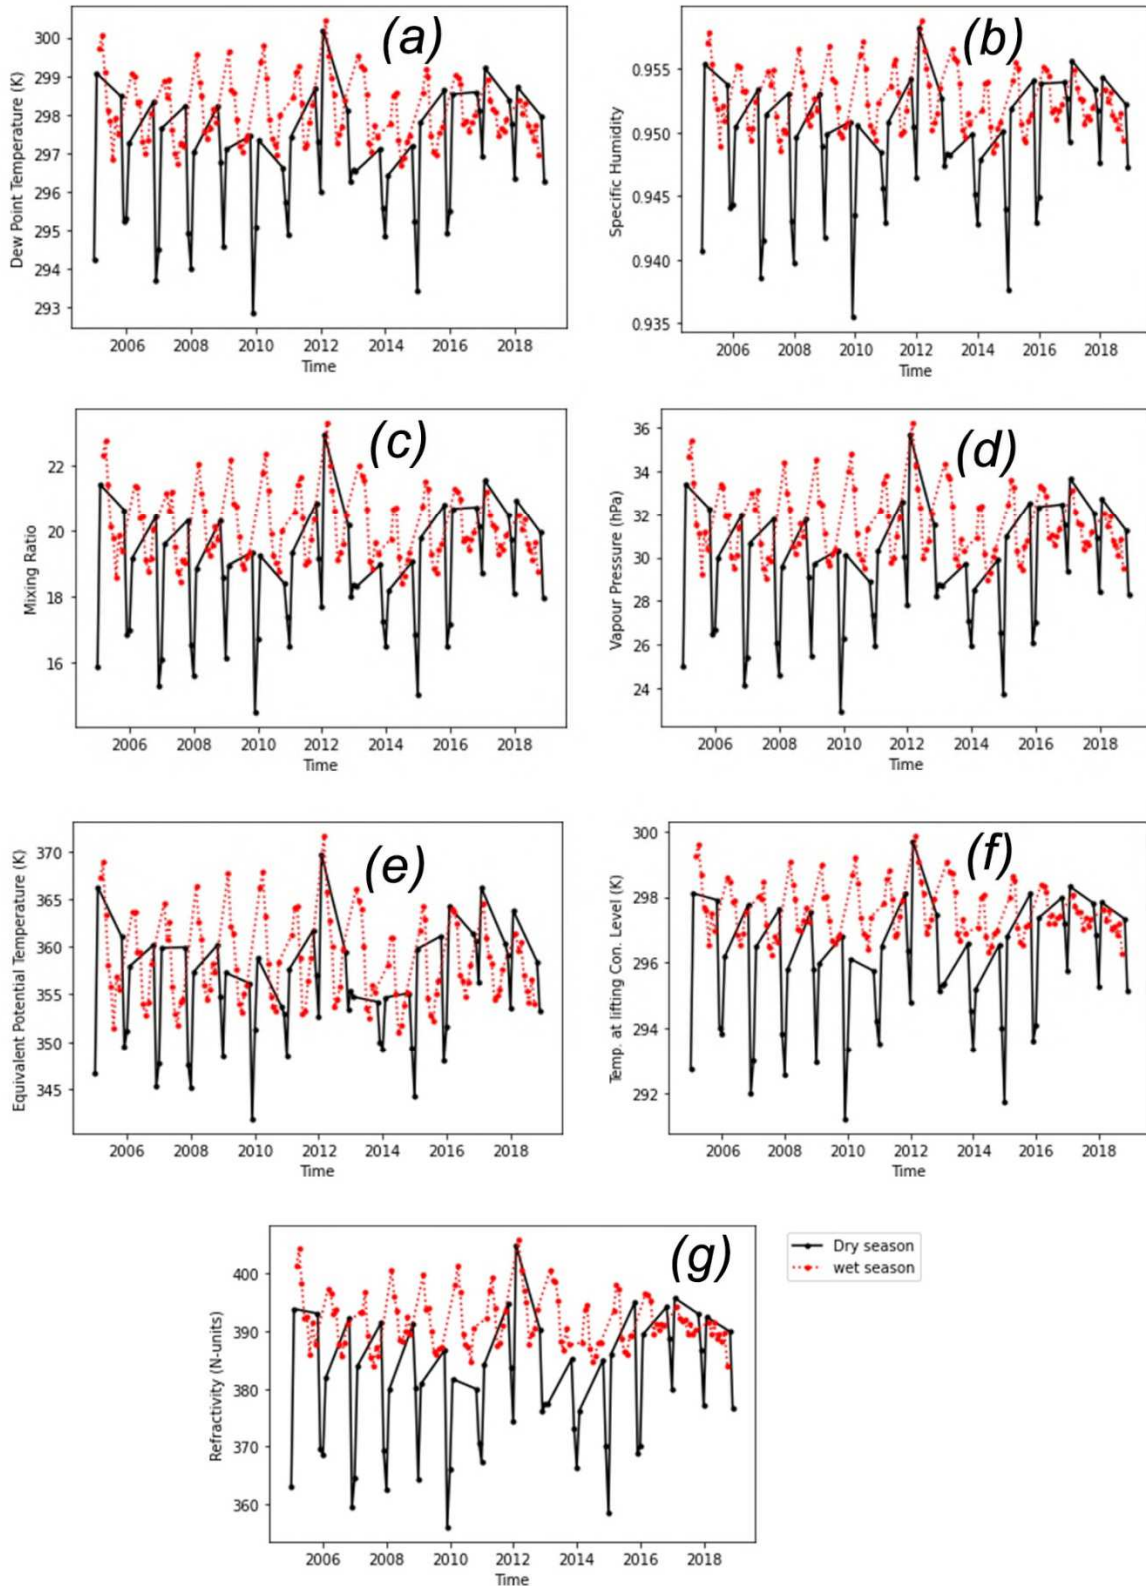 (a)
Dew Point Temperature (K)
300
299
298
297
296
295
294
293
2006 2008 2010 2012 2014 2016 2018
Time
(b)
Specific Humidity
0.955
0.950
0.945
0.940
0.935
2006 2008 2010 2012 2014 2016 2018
Time
(c)
Mixing Ratio
22
20
18
16
2006 2008 2010 2012 2014 2016 2018
Time
(d)
Vapour Pressure (hPa)
36
34
32
30
28
26
24
2006 2008 2010 2012 2014 2016 2018
Time
(e)
Equivalent Potential Temperature (K)
370
365
360
355
350
345
2006 2008 2010 2012 2014 2016 2018
Time
(f)
Temp. at lifting Con. Level (K)
300
298
296
294
292
2006 2008 2010 2012 2014 2016 2018
Time
(g)
Refractivity (N-units)
400
390
380
370
360
2006 2008 2010 2012 2014 2016 2018
Time
Dry season
wet season